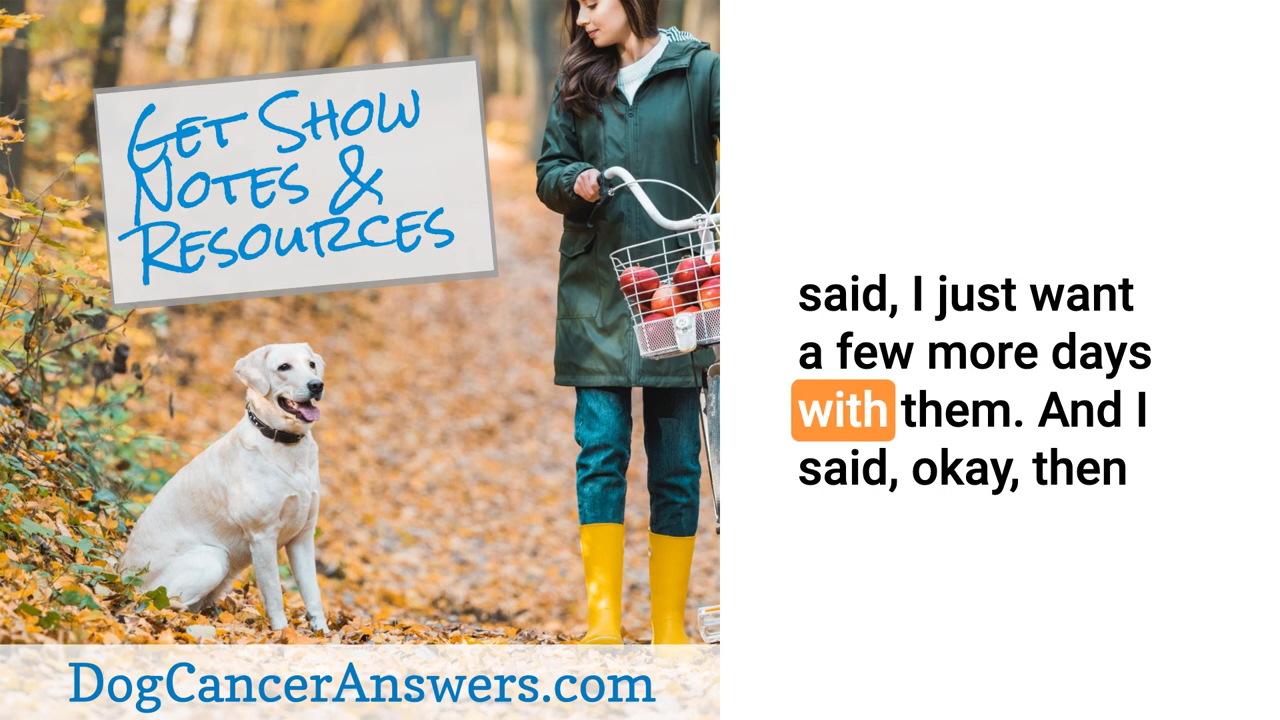 Get Show
Notes &
Resources
DogCancerAnswers.com
said, I just want
a few more days
with them. And I
said, okay, then